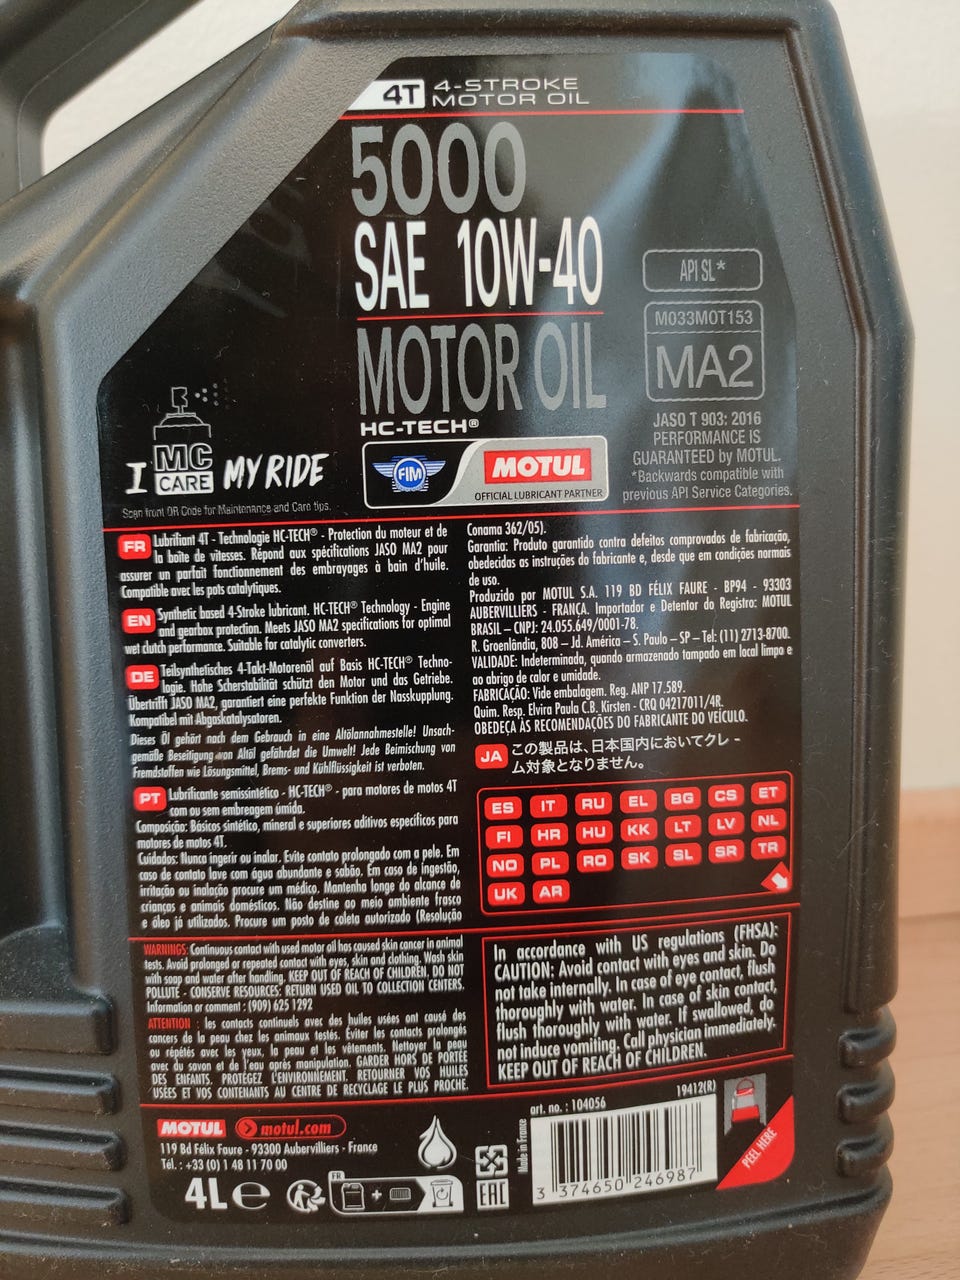 4T 4-STROKE
MOTOR OIL
5000
SAE 10W-40
MOTOR OIL
HC-TECH®
API SL*
M033MOT153
MA2
JASO T 903: 2016
PERFORMANCE IS
GUARANTEED by MOTUL.
*Backwards compatible with
previous API Service Categories.
I MC CARE MY RIDE
Scan front QR Code for Maintenance and Care tips.
FIM
MOTUL
OFFICIAL LUBRICANT PARTNER
FR Lubrifiant 4T - Technologie HC-TECH® - Protection du moteur et de
la boîte de vitesses. Répond aux spécifications JASO MA2 pour
assurer un parfait fonctionnement des embrayages à bain d'huile.
Compatible avec les pots catalytiques.
EN Synthetic based 4-Stroke lubricant. HC-TECH® Technology - Engine
and gearbox protection. Meets JASO MA2 specifications for optimal
wet clutch performance. Suitable for catalytic converters.
DE Teilsynthetisches 4-Takt-Motorenöl auf Basis HC-TECH® Techno-
logie. Hohe Scherstabilität schützt den Motor und das Getriebe.
Übertrifft JASO MA2, garantiert eine perfekte Funktion der Nasskupplung.
Kompatibel mit Abgaskatalysatoren.
Dieses Öl gehört nach dem Gebrauch in eine Altölannahmestelle! Unsach-
gemäße Beseitigung von Altöl gefährdet die Umwelt! Jede Beimischung von
Fremdstoffen wie Lösungsmittel, Brems- und Kühlflüssigkeit ist verboten.
PT Lubrificante semissintético - HC-TECH® - para motores de motos 4T
com ou sem embreagem úmida.
Composição: Básicos sintético, mineral e superiores aditivos específicos para
motores de motos 4T.
Cuidados: Nunca ingerir ou inalar. Evite contato prolongado com a pele. Em
caso de contato lave com água abundante e sabão. Em caso de ingestão,
irritação ou inalação procure um médico. Mantenha longe do alcance de
crianças e animais domésticos. Não destine ao meio ambiente frasco
e óleo já utilizados. Procure um posto de coleta autorizado (Resolução
Conama 362/05).
Garantia: Produto garantido contra defeitos comprovados de fabricação,
obedecidas as instruções do fabricante e, desde que em condições normais
de uso.
Produzido por MOTUL S.A. 119 BD FÉLIX FAURE - BP94 - 93303
AUBERVILLIERS - FRANÇA. Importador e Detentor do Registro: MOTUL
BRASIL – CNPJ: 24.055.649/0001-78.
R. Groenlândia, 808 – Jd. América – S. Paulo – SP – Tel: (11) 2713-8700.
VALIDADE: Indeterminada, quando armazenado tampado em local limpo e
ao abrigo de calor e umidade.
FABRICAÇÃO: Vide embalagem. Reg. ANP 17.589.
Quim. Resp. Elvira Paula C.B. Kirsten - CRQ 04217011/4R.
OBEDEÇA ÀS RECOMENDAÇÕES DO FABRICANTE DO VEÍCULO.
JA この製品は、日本国内においてクレ-
ム対象となりません。
ES IT RU EL BG CS ET
FI HR HU KK LT LV NL
NO PL RO SK SL SR TR
UK AR
WARNINGS: Continuous contact with used motor oil has caused skin cancer in animal
tests. Avoid prolonged or repeated contact with eyes, skin and clothing. Wash skin
with soap and water after handling. KEEP OUT OF REACH OF CHILDREN. DO NOT
POLLUTE - CONSERVE RESOURCES: RETURN USED OIL TO COLLECTION CENTERS.
Information or comment : (909) 625 1292
ATTENTION : les contacts continuels avec des huiles usées ont causé des
cancers de la peau chez les animaux testés. Éviter les contacts prolongés
ou répétés avec les yeux, la peau et les vêtements. Nettoyer la peau
avec du savon et de l'eau après manipulation. GARDER HORS DE PORTÉE
DES ENFANTS. PROTÉGEZ L'ENVIRONNEMENT. RETOURNER VOS HUILES
USÉES ET VOS CONTENANTS AU CENTRE DE RECYCLAGE LE PLUS PROCHE.
In accordance with US regulations (FHSA):
CAUTION: Avoid contact with eyes and skin. Do
not take internally. In case of eye contact, flush
thoroughly with water. In case of skin contact,
flush thoroughly with water. If swallowed, do
not induce vomiting. Call physician immediately.
KEEP OUT OF REACH OF CHILDREN.
MOTUL motul.com
119 Bd Félix Faure - 93300 Aubervilliers - France
Tél. : +33 (0) 1 48 11 70 00
4L e
FR
+
EAC
Made in France
art. no. : 104056
19412(R)
3 374650 246987
PEEL HERE